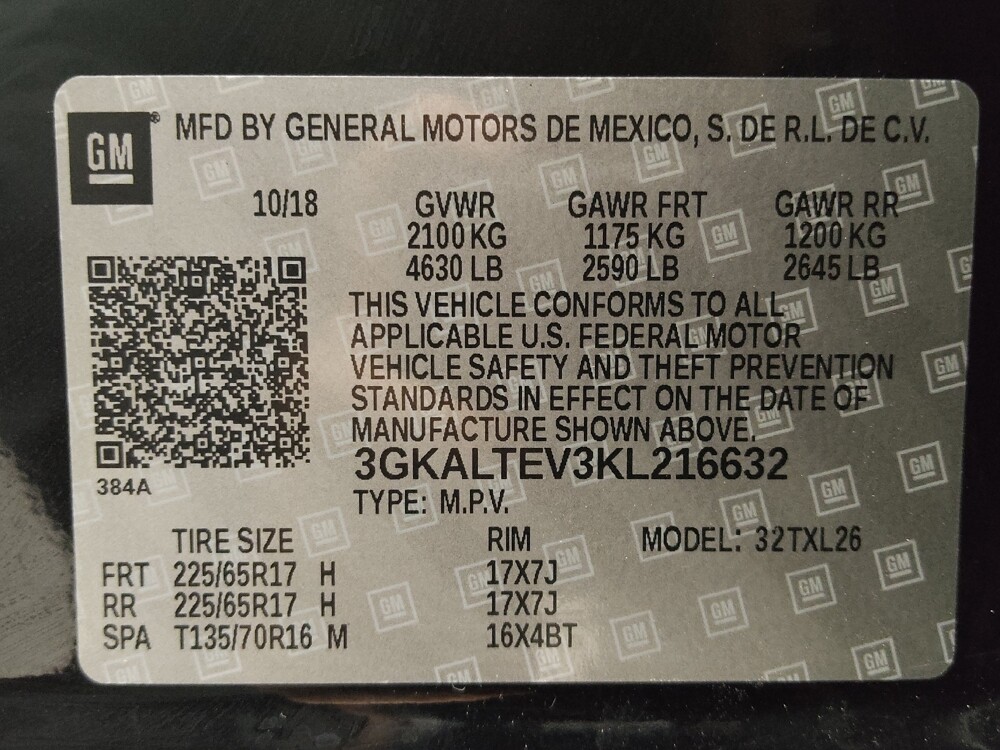 GM® MFD BY GENERAL MOTORS DE MEXICO, S. DE R.L. DE C.V.
10/18 GVWR GAWR FRT GAWR RR
2100 KG 1175 KG 1200 KG
4630 LB 2590 LB 2645 LB
THIS VEHICLE CONFORMS TO ALL
APPLICABLE U.S. FEDERAL MOTOR
VEHICLE SAFETY AND THEFT PREVENTION
STANDARDS IN EFFECT ON THE DATE OF
MANUFACTURE SHOWN ABOVE.
3GKALTEV3KL216632
384A
TYPE: M.P.V.
TIRE SIZE RIM MODEL: 32TXL26
FRT 225/65R17 H 17X7J
RR 225/65R17 H 17X7J
SPA T135/70R16 M 16X4BT